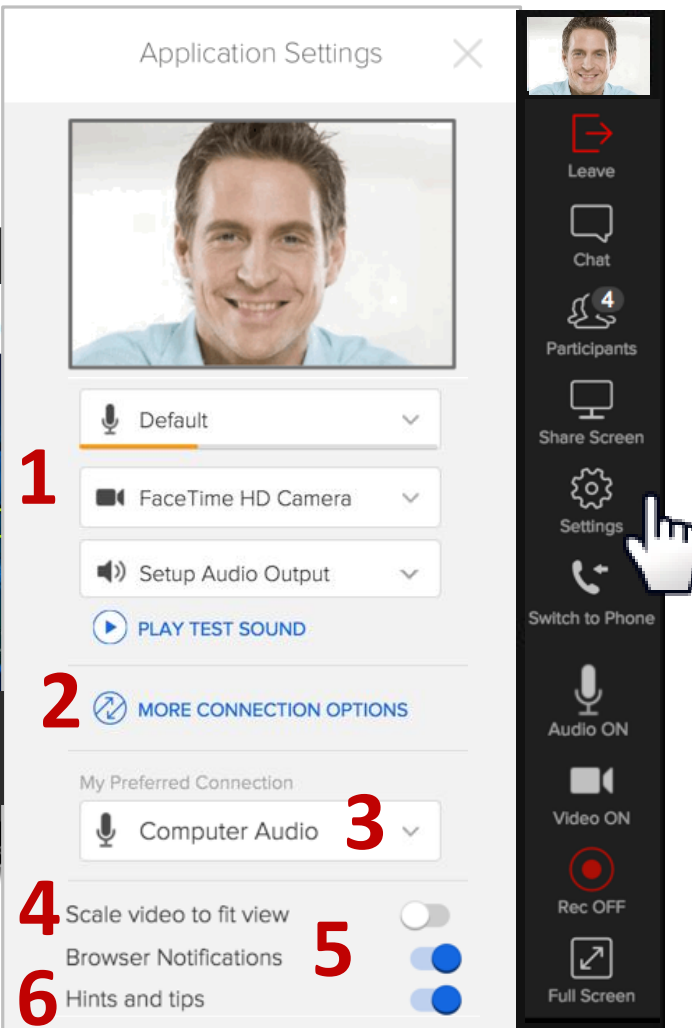 Application Settings
Default
1
FaceTime HD Camera
Setup Audio Output
PLAY TEST SOUND
2
MORE CONNECTION OPTIONS
My Preferred Connection
Computer Audio
3
4
Scale video to fit view
Browser Notifications
5
6
Hints and tips
Leave
Chat
4
Participants
Share Screen
Settings
Switch to Phone
Audio ON
Video ON
Rec OFF
Full Screen